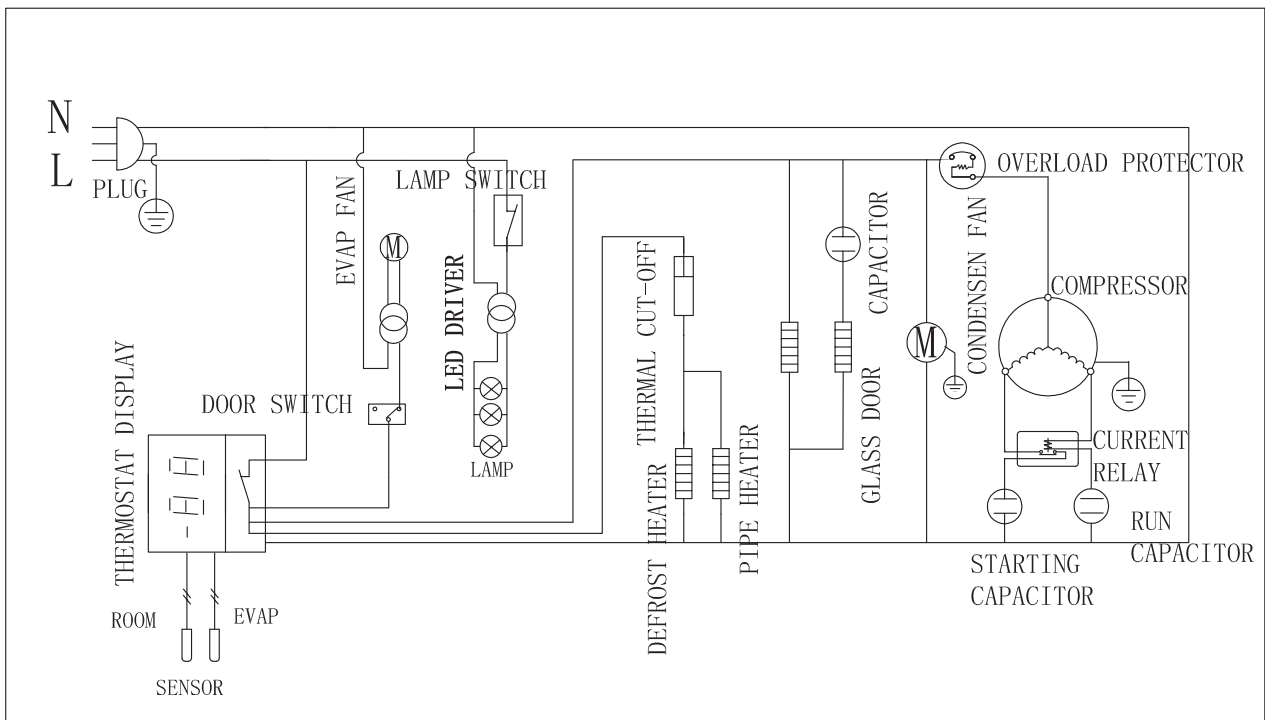 N
L
PLUG
LAMP SWITCH
OVERLOAD PROTECTOR
EVAP FAN
M
LED DRIVER
THERMAL CUT-OFF
CAPACITOR
CONDENSEN FAN
COMPRESSOR
M
THERMOSTAT DISPLAY
DOOR SWITCH
LAMP
GLASS DOOR
CURRENT
RELAY
DEFROST HEATER
PIPE HEATER
RUN
CAPACITOR
STARTING
CAPACITOR
ROOM
EVAP
SENSOR